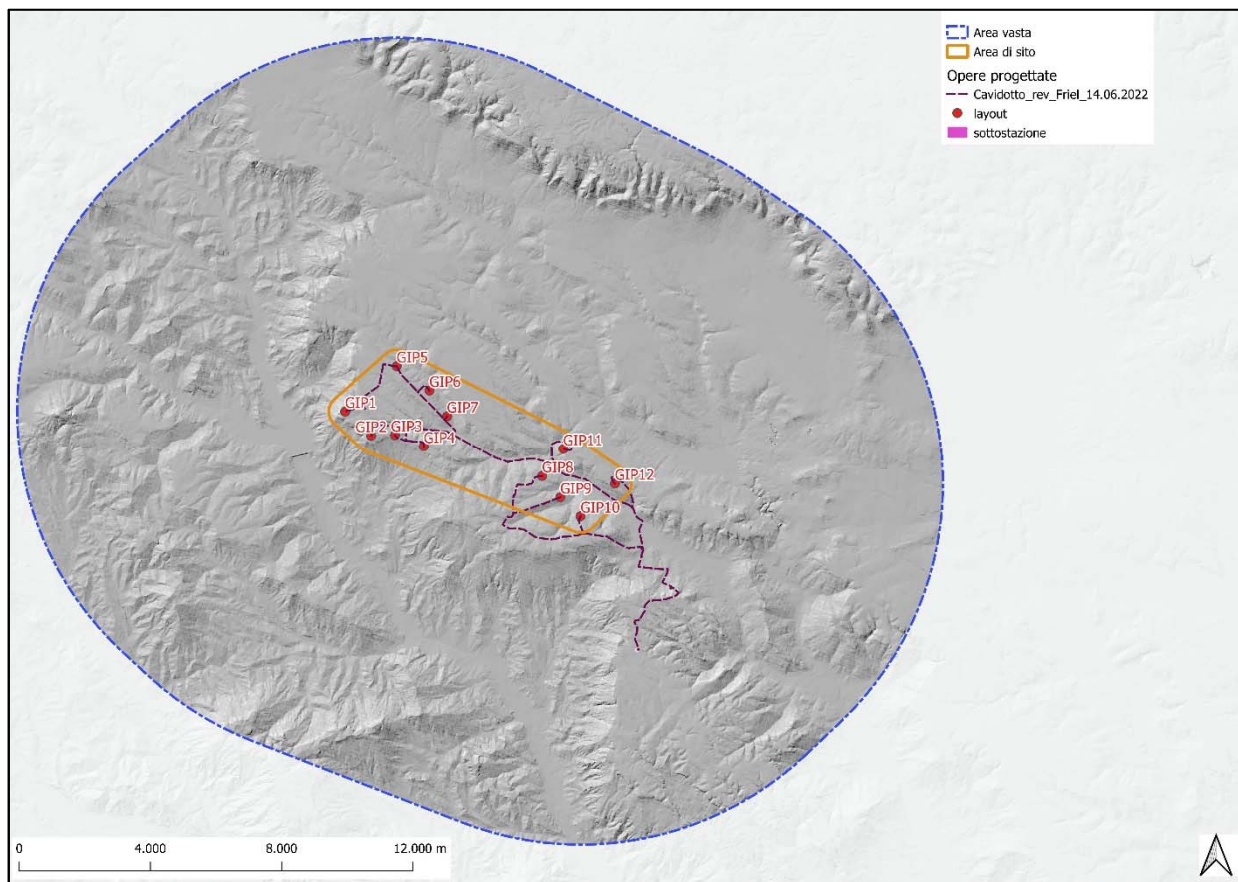 Area vasta
Area di sito
Opere progettate
Cavidotto_rev_Friel_14.06.2022
layout
sottostazione
GIP5
GIP6
GIP1
GIP7
GIP2
GIP3
GIP4
GIP11
GIP8
GIP12
GIP9
GIP10
0
4.000
8.000
12.000 m